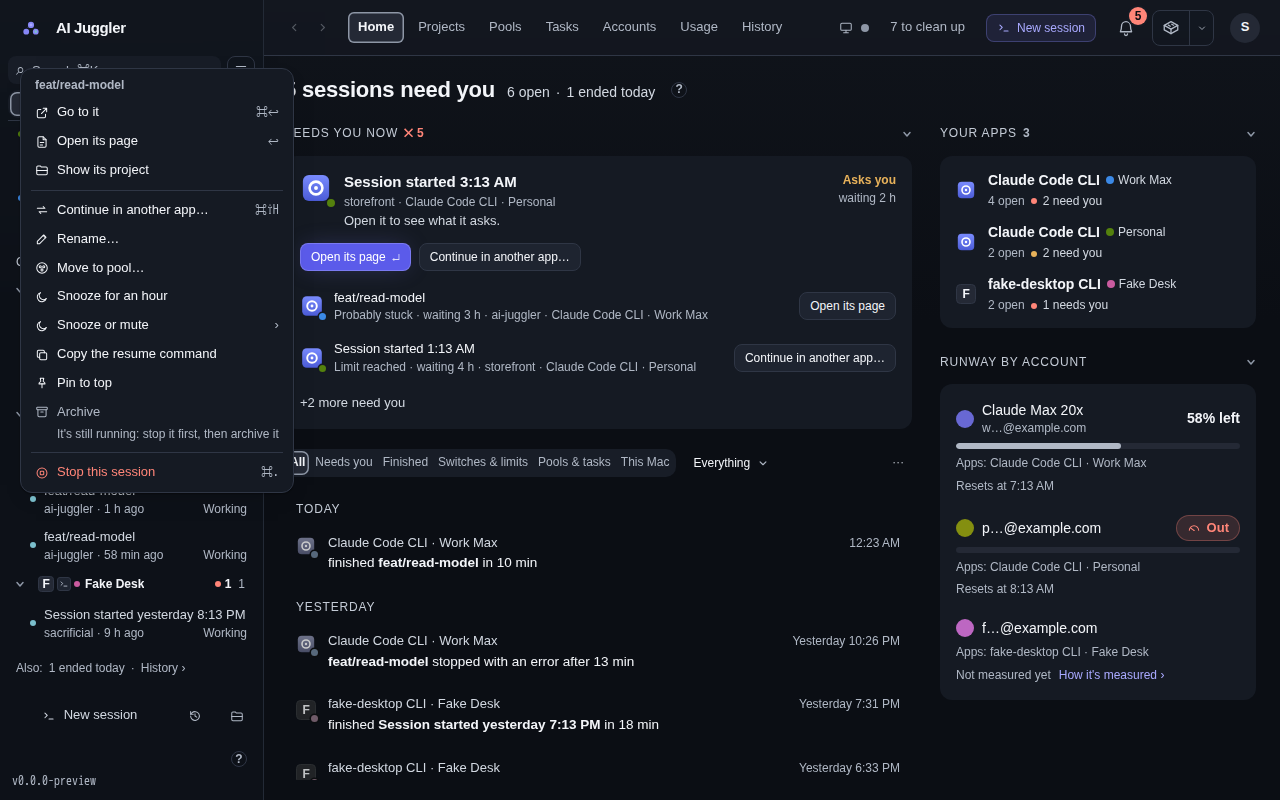 AI Juggler
Home
Projects
Pools
Tasks
Accounts
Usage
History
7 to clean up
New session
5
S
feat/read-model
Go to it ⌘↩
Open its page ↩
Show its project
Continue in another app…
Rename…
Move to pool…
Snooze for an hour
Snooze or mute ›
Copy the resume command
Pin to top
Archive
It's still running: stop it first, then archive it
Stop this session ⌘.
sessions need you 6 open · 1 ended today ?
EEDS YOU NOW 5
Session started 3:13 AM
Asks you
storefront · Claude Code CLI · Personal
waiting 2 h
Open it to see what it asks.
Open its page
Continue in another app…
feat/read-model
Probably stuck · waiting 3 h · ai-juggler · Claude Code CLI · Work Max
Open its page
Session started 1:13 AM
Limit reached · waiting 4 h · storefront · Claude Code CLI · Personal
Continue in another app…
+2 more need you
All Needs you Finished Switches & limits Pools & tasks This Mac Everything ···
TODAY
Claude Code CLI · Work Max 12:23 AM
finished feat/read-model in 10 min
YESTERDAY
Claude Code CLI · Work Max Yesterday 10:26 PM
feat/read-model stopped with an error after 13 min
F
fake-desktop CLI · Fake Desk Yesterday 7:31 PM
finished Session started yesterday 7:13 PM in 18 min
F
fake-desktop CLI · Fake Desk Yesterday 6:33 PM
YOUR APPS 3
Claude Code CLI Work Max
4 open 2 need you
Claude Code CLI Personal
2 open 2 need you
F
fake-desktop CLI Fake Desk
2 open 1 needs you
RUNWAY BY ACCOUNT
Claude Max 20x
w…@example.com
58% left
Apps: Claude Code CLI · Work Max
Resets at 7:13 AM
p…@example.com
Out
Apps: Claude Code CLI · Personal
Resets at 8:13 AM
f…@example.com
Apps: fake-desktop CLI · Fake Desk
Not measured yet How it's measured ›
ai-juggler · 1 h ago Working
feat/read-model
ai-juggler · 58 min ago Working
F Fake Desk 1 1
Session started yesterday 8:13 PM
sacrificial · 9 h ago Working
Also: 1 ended today · History ›
New session
?
v0.0.0-preview